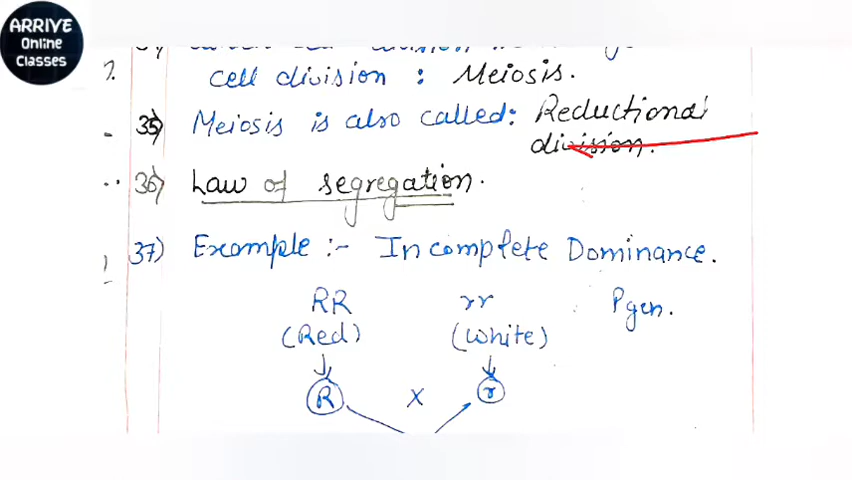 ARRIVE
Online
Classes
cell division : Meiosis.
35) Meiosis is also called: Reductional
division.
36) Law of segregation.
37) Example :- Incomplete Dominance.
RR rr Pgen.
(Red) (White)
R x r